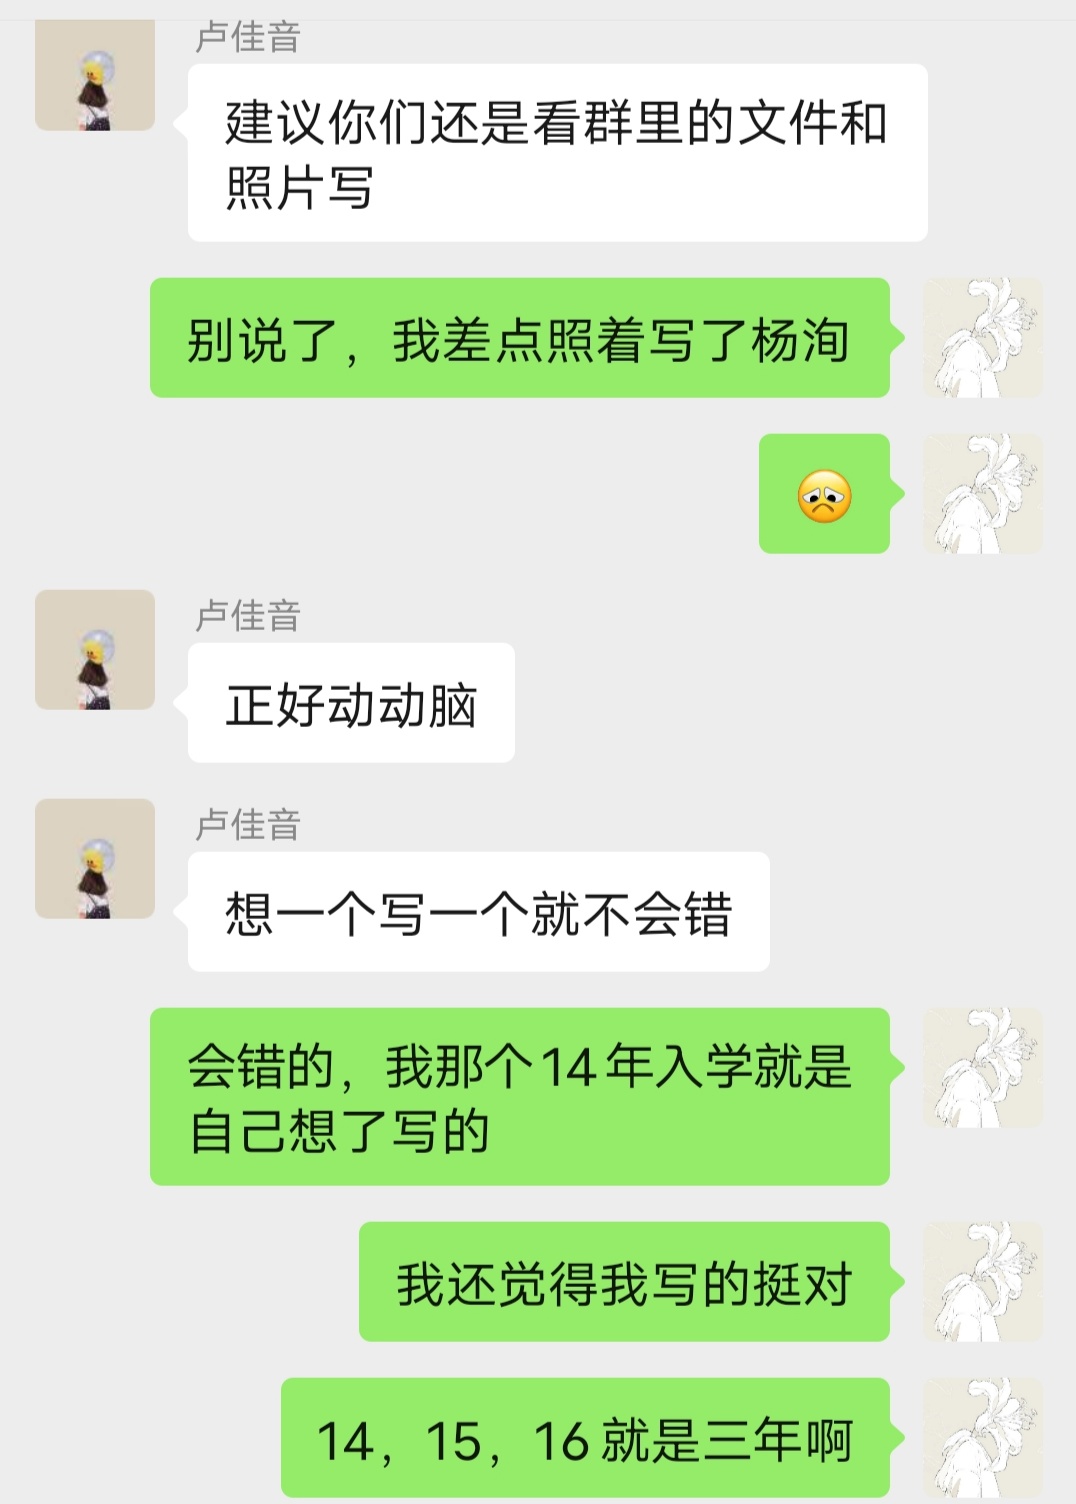 卢佳音
建议你们还是看群里的文件和
照片写
别说了，我差点照着写了杨洵
卢佳音
正好动动脑
卢佳音
想一个写一个就不会错
会错的，我那个14年入学就是
自己想了写的
我还觉得我写的挺对
14，15，16就是三年啊